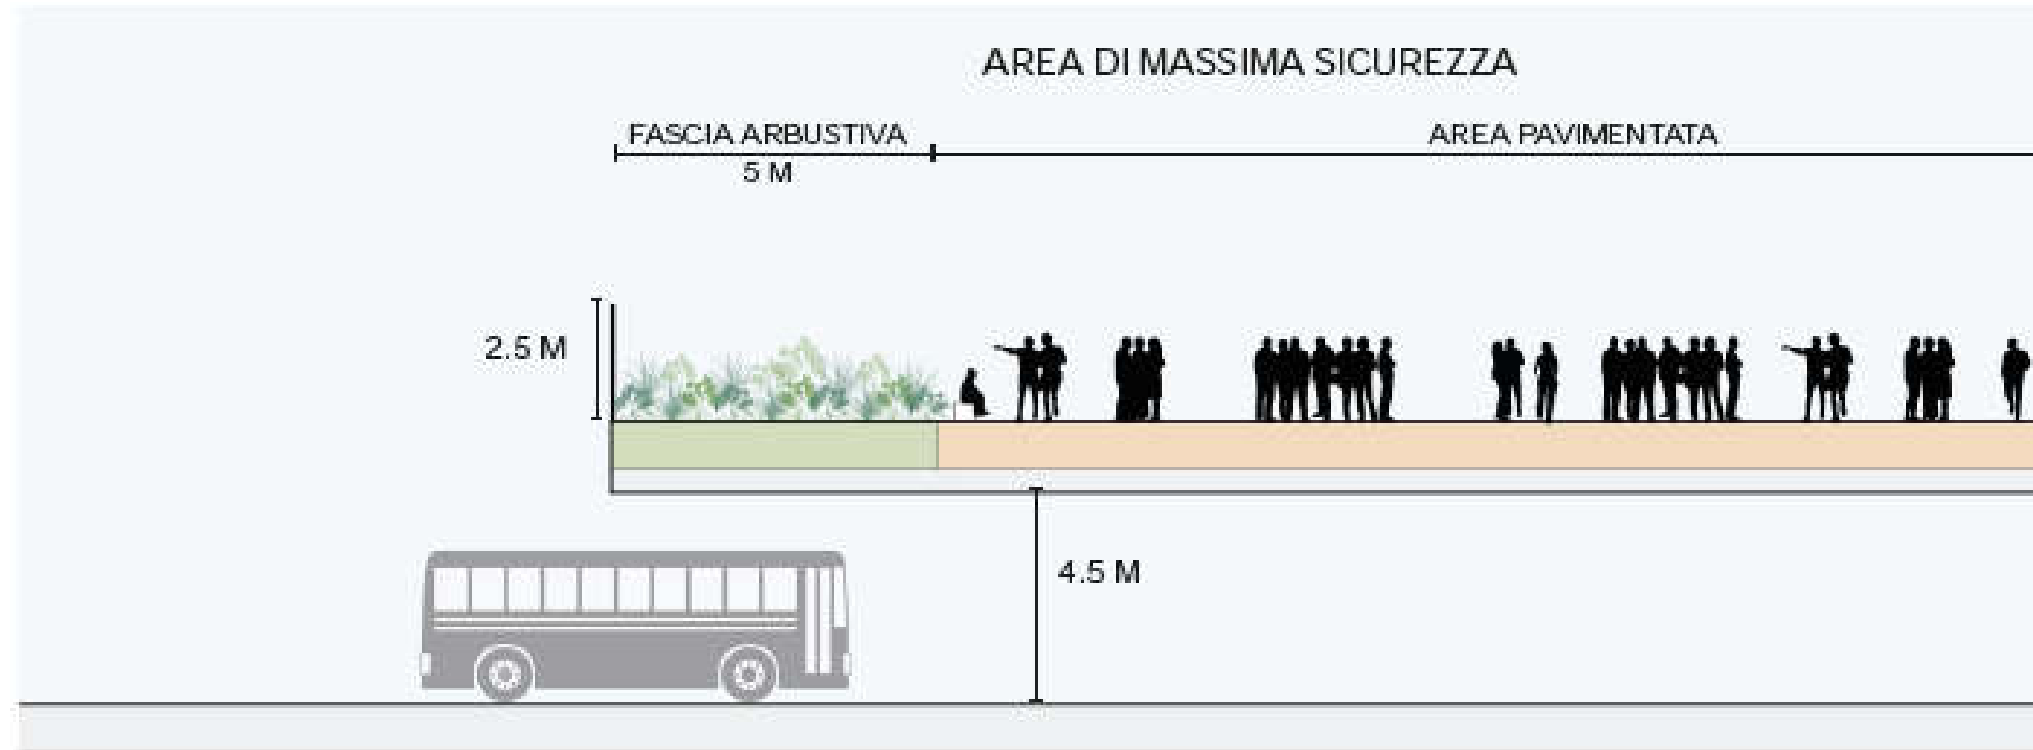 AREA DI MASSIMA SICUREZZA
FASCIA ARBUSTIVA
AREA PAVIMENTATA
5 M
2.5 M
4.5 M